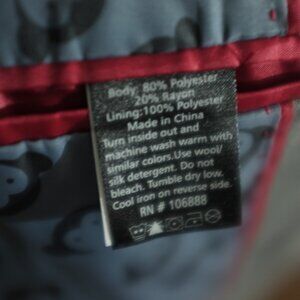 Body: 80% Polyester
20% Rayon
Lining:100% Polyester
Made in China
Turn inside out and
machine wash warm with
similar colors.Use wool/
silk detergent. Do not
bleach. Tumble dry low.
Cool iron on reverse side.
RN # 106888